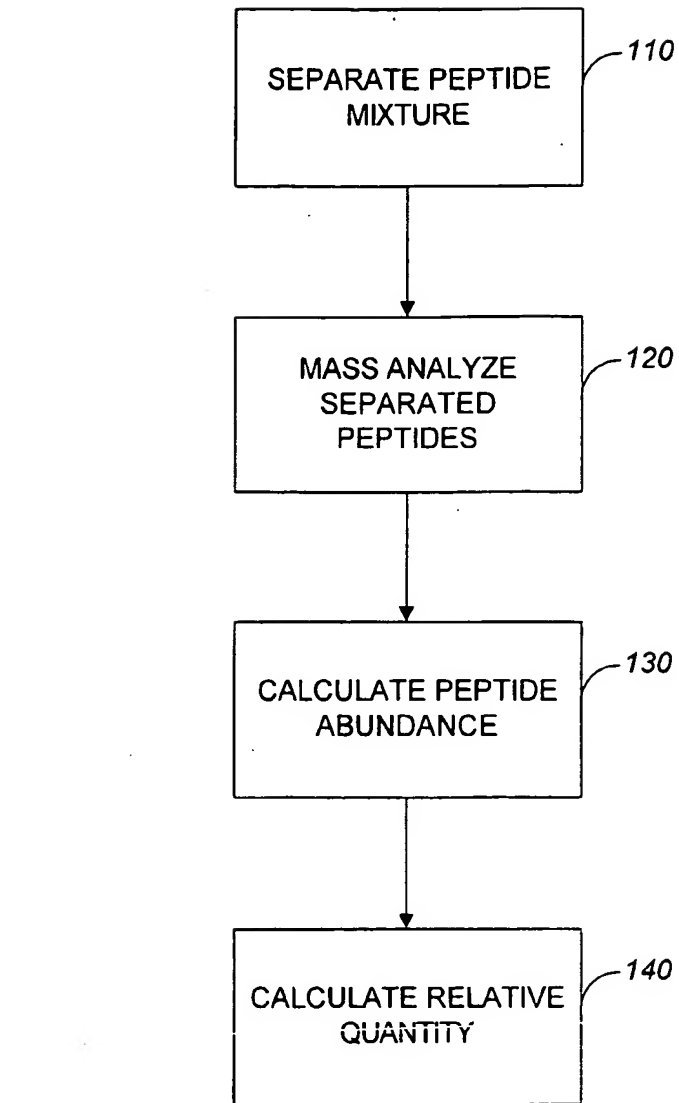 SEPARATE PEPTIDE
MIXTURE
110
MASS ANALYZE
SEPARATED
PEPTIDES
120
CALCULATE PEPTIDE
ABUNDANCE
130
CALCULATE RELATIVE
QUANTITY
140